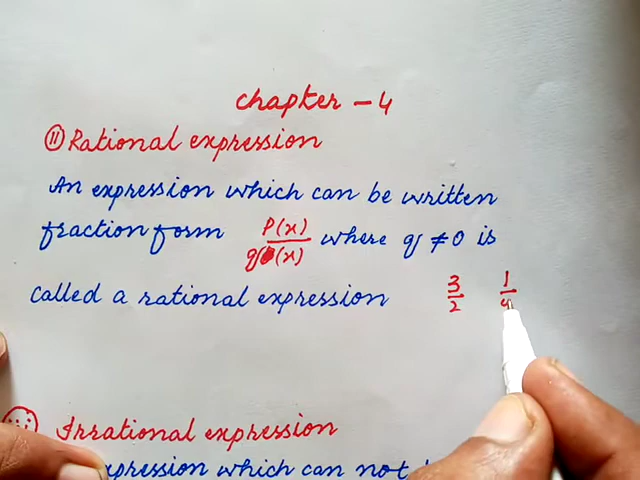 chapter - 4
(ii) Rational expression
An expression which can be written
fraction form P(x)/q(x) where q ≠ 0 is
called a rational expression 3/2 1/4
(iii) Irrational expression
expression which can not